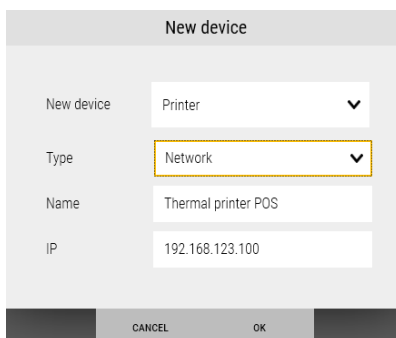 New device
New device Printer
Type Network
Name Thermal printer POS
IP 192.168.123.100
CANCEL OK